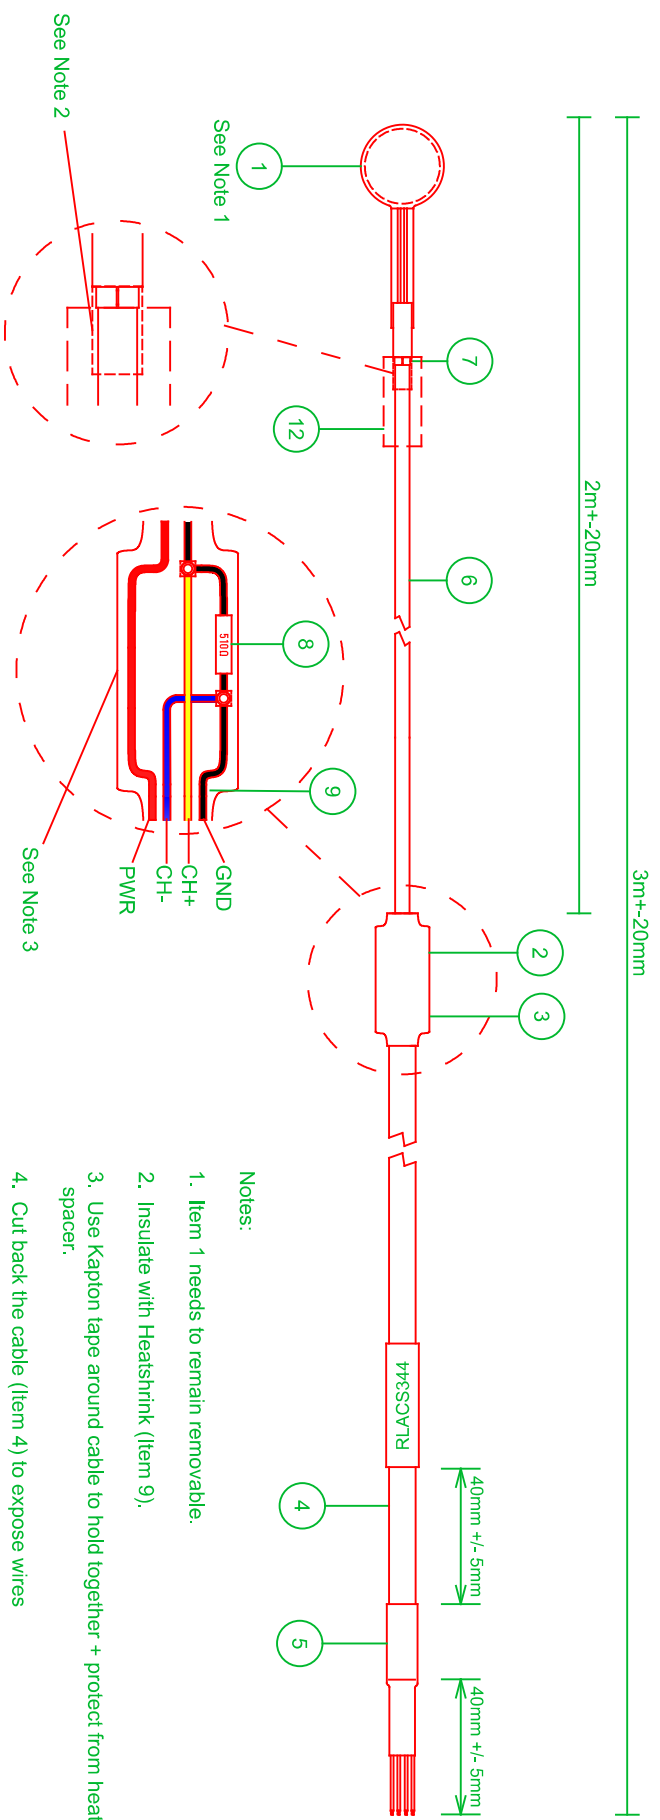 3m+-20mm
2m+-20mm
1
See Note 1
7
12
6
2
3
See Note 2
8
510Ω
9
GND
CH+
CH-
PWR
See Note 3
RLACS344
40mm +/- 5mm
4
5
40mm +/- 5mm
Notes:
1. Item 1 needs to remain removable.
2. Insulate with Heatshrink (Item 9).
3. Use Kapton tape around cable to hold together + protect from heat
spacer.
4. Cut back the cable (Item 4) to expose wires